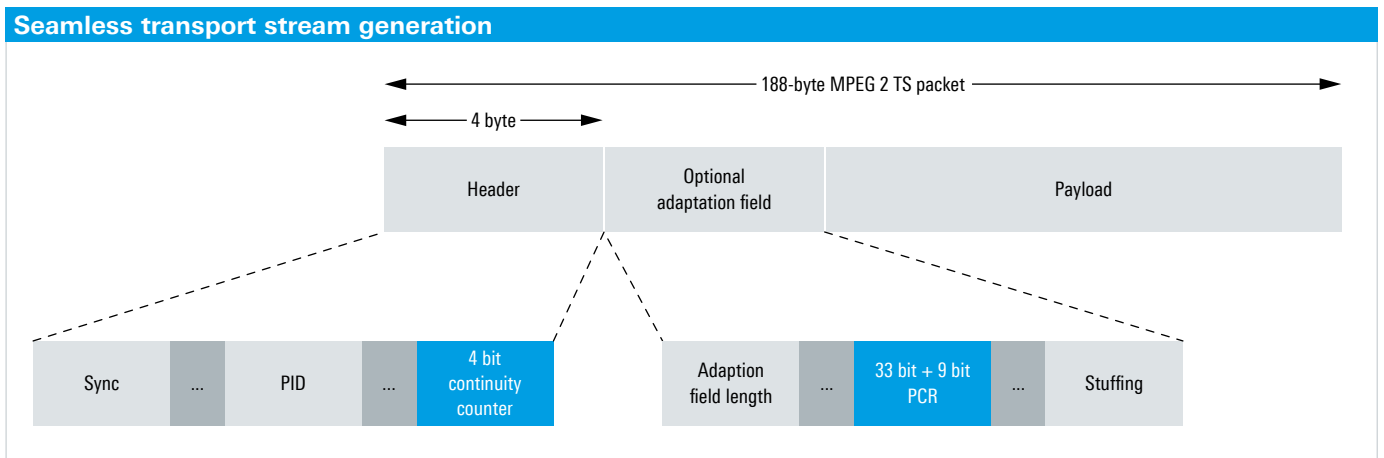 Seamless transport stream generation
188-byte MPEG 2 TS packet
4 byte
Header
Optional
adaptation field
Payload
Sync
...
PID
...
4 bit
continuity
counter
Adaption
field length
...
33 bit + 9 bit
PCR
...
Stuffing